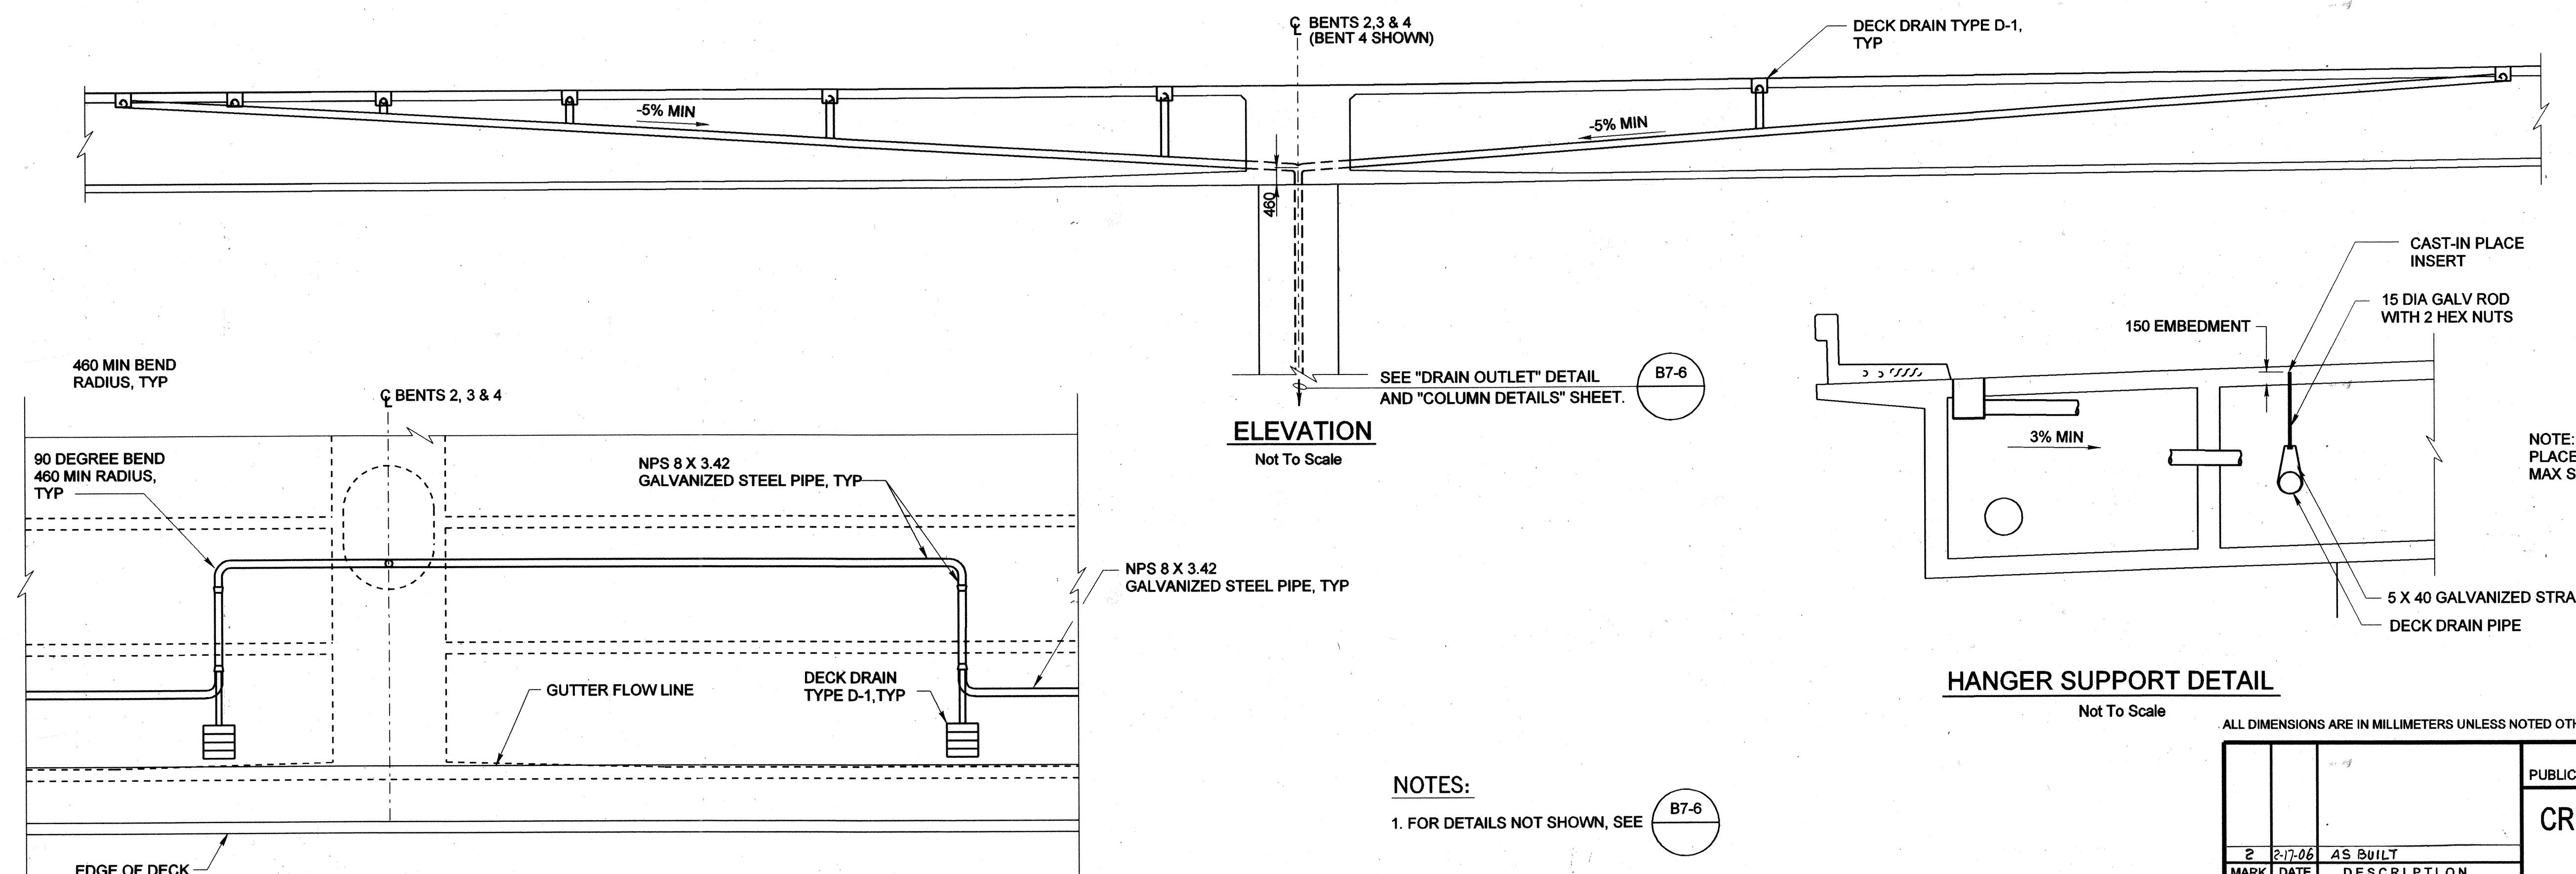 ℄ BENTS 2,3 & 4
(BENT 4 SHOWN)
DECK DRAIN TYPE D-1,
TYP
-5% MIN
-5% MIN
460
SEE "DRAIN OUTLET" DETAIL
AND "COLUMN DETAILS" SHEET.
B7-6
ELEVATION
Not To Scale
460 MIN BEND
RADIUS, TYP
℄ BENTS 2, 3 & 4
90 DEGREE BEND
460 MIN RADIUS,
TYP
NPS 8 X 3.42
GALVANIZED STEEL PIPE, TYP
NPS 8 X 3.42
GALVANIZED STEEL PIPE, TYP
GUTTER FLOW LINE
DECK DRAIN
TYPE D-1,TYP
EDGE OF DECK
CAST-IN PLACE
INSERT
15 DIA GALV ROD
WITH 2 HEX NUTS
150 EMBEDMENT
3% MIN
NOTE:
PLACE
MAX S
5 X 40 GALVANIZED STRA
DECK DRAIN PIPE
HANGER SUPPORT DETAIL
Not To Scale
NOTES:
1. FOR DETAILS NOT SHOWN, SEE
B7-6
ALL DIMENSIONS ARE IN MILLIMETERS UNLESS NOTED OTH
PUBLIC
CR
2 2-17-06 AS BUILT
MARK DATE DESCRIPTION